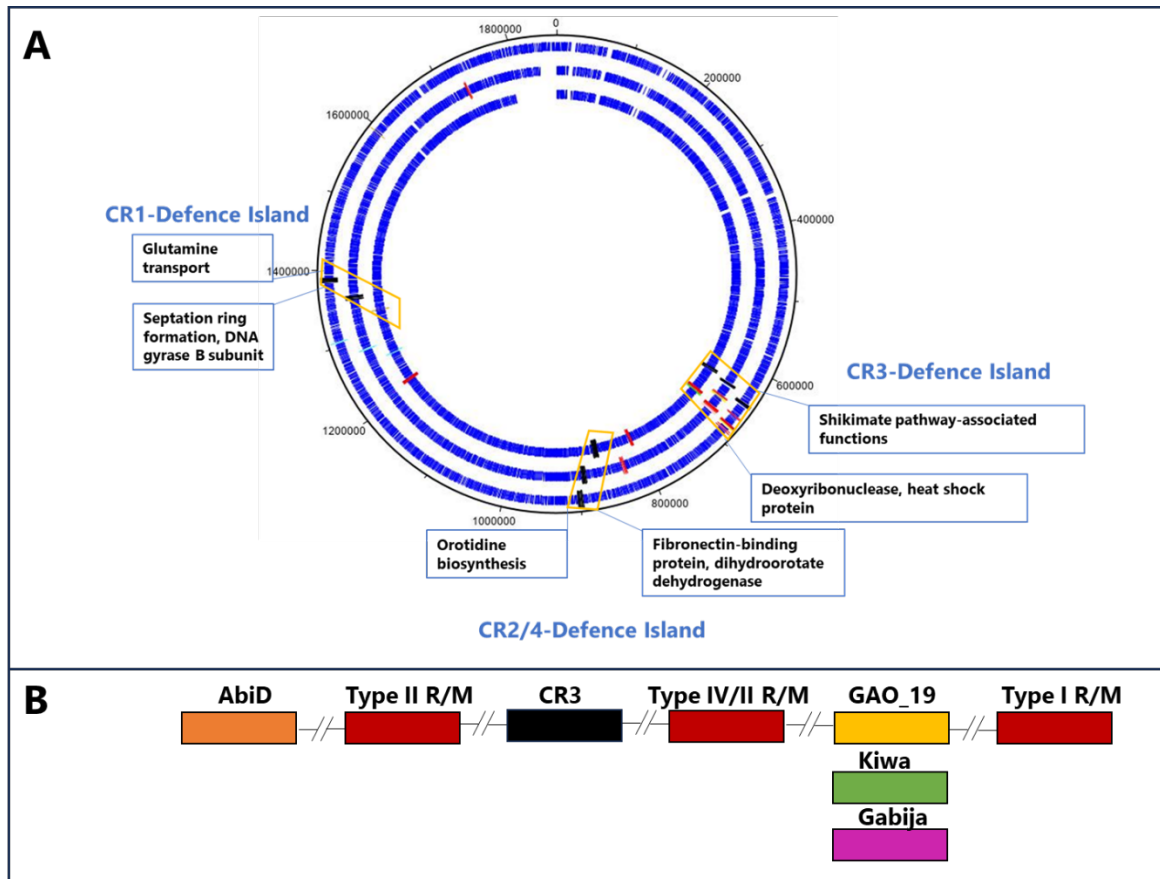 A
1800000
0
200000
1600000
400000
CR1-Defence Island
Glutamine
transport
1400000
Septation ring
formation, DNA
gyrase B subunit
CR3-Defence Island
600000
Shikimate pathway-associated
functions
1200000
Deoxyribonuclease, heat shock
protein
800000
1000000
Orotidine
biosynthesis
Fibronectin-binding
protein, dihydroorotate
dehydrogenase
CR2/4-Defence Island
B
AbiD
Type II R/M
CR3
Type IV/II R/M
GAO_19
Type I R/M
Kiwa
Gabija